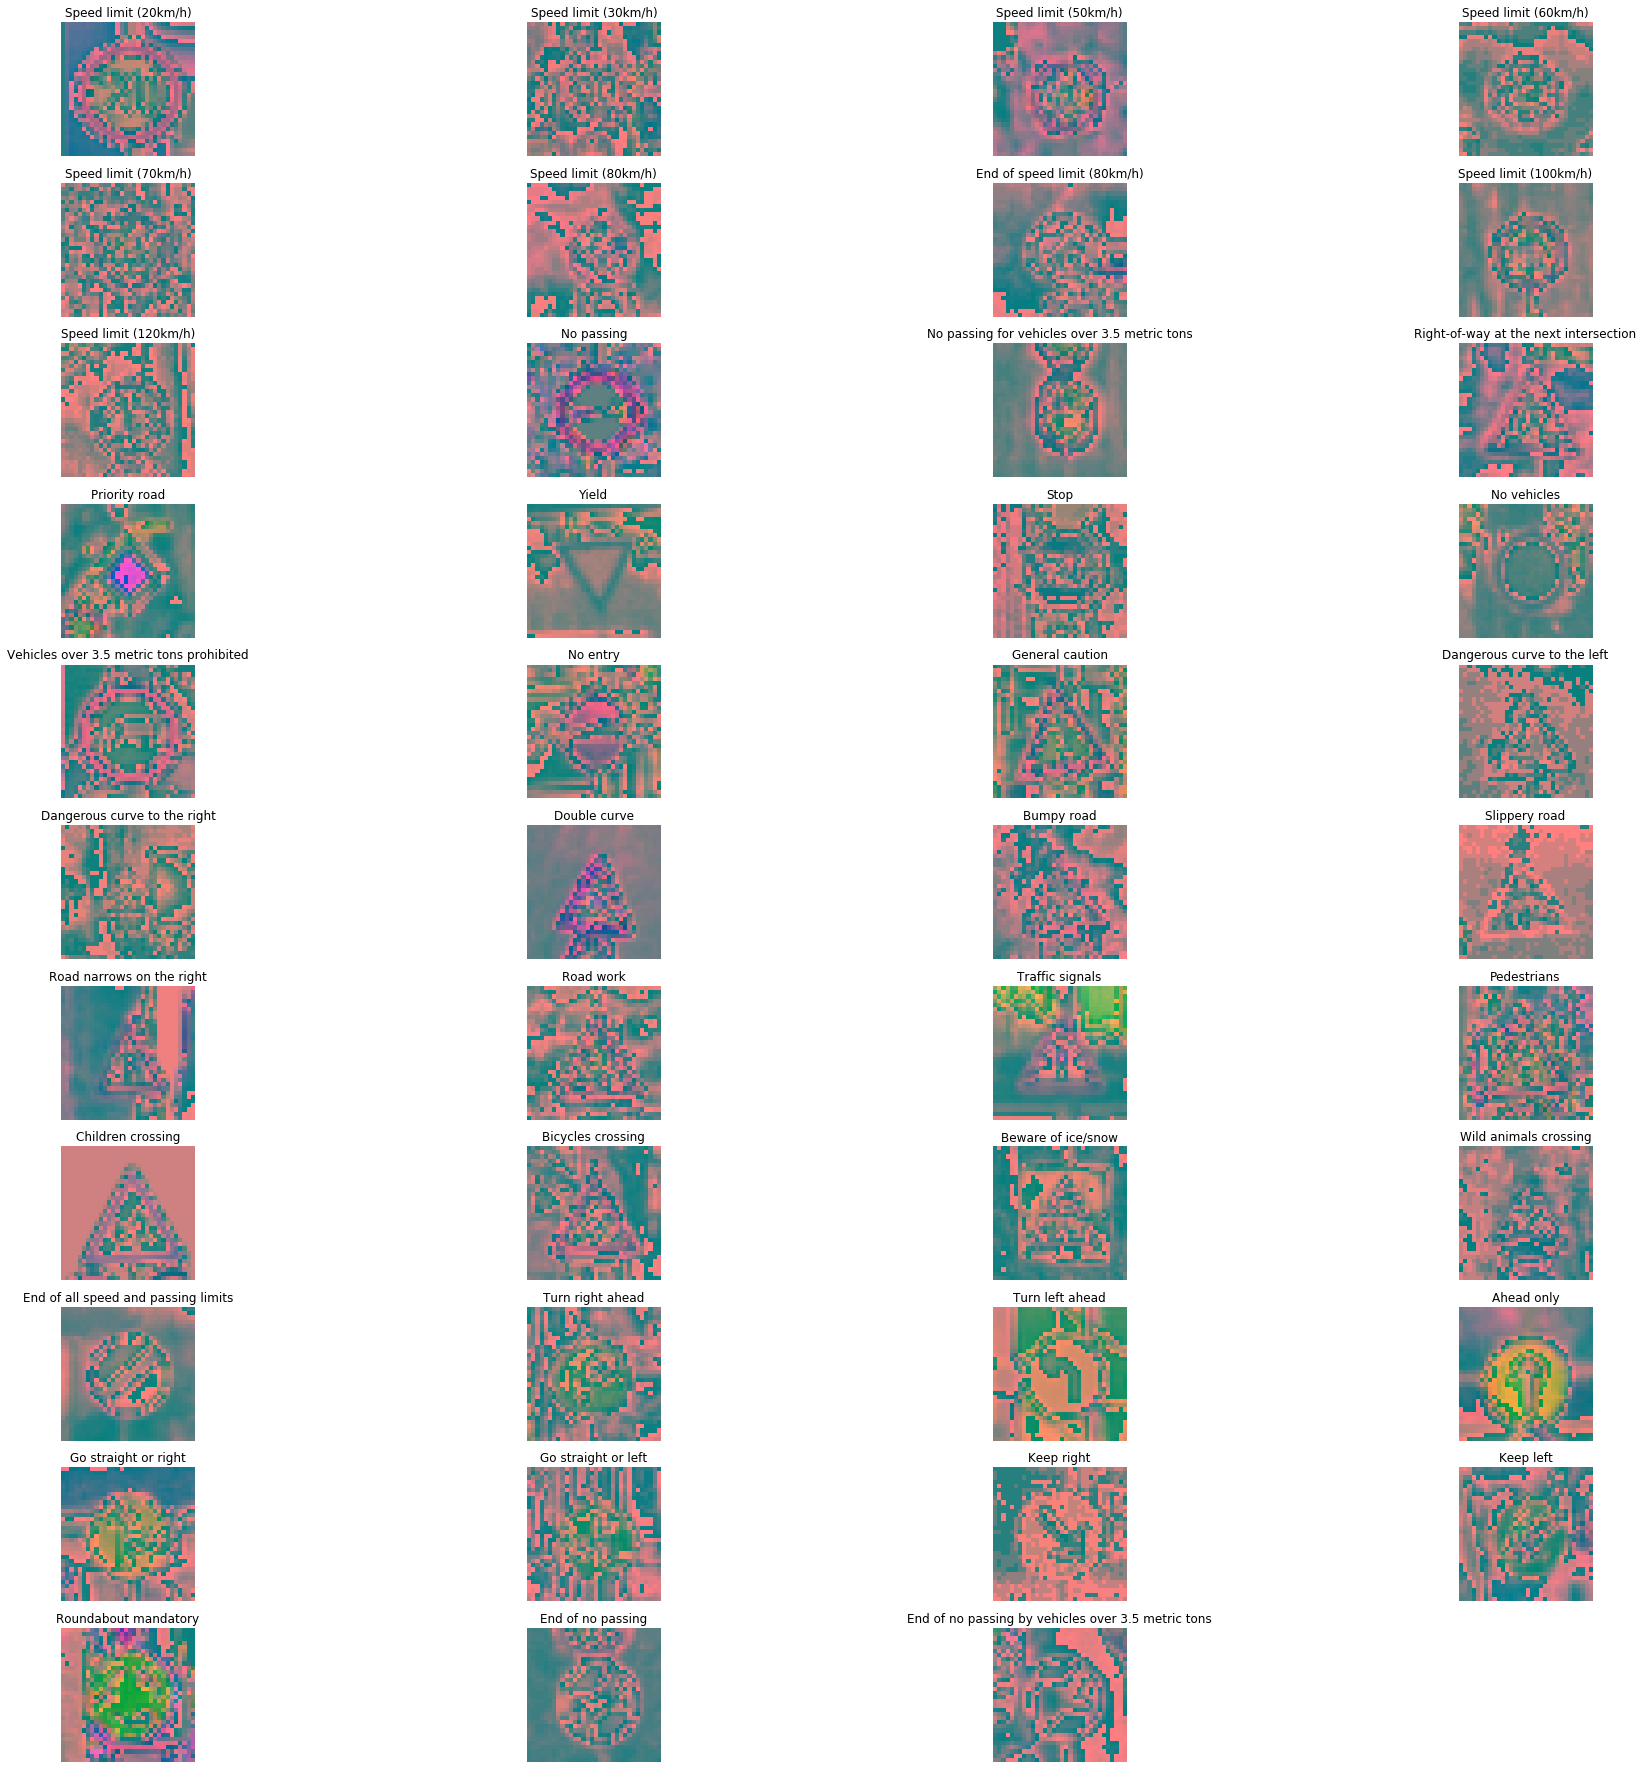 Speed limit (20km/h)
Speed limit (30km/h)
Speed limit (50km/h)
Speed limit (60km/h)
Speed limit (70km/h)
Speed limit (80km/h)
End of speed limit (80km/h)
Speed limit (100km/h)
Speed limit (120km/h)
No passing
No passing for vehicles over 3.5 metric tons
Right-of-way at the next intersection
Priority road
Yield
Stop
No vehicles
Vehicles over 3.5 metric tons prohibited
No entry
General caution
Dangerous curve to the left
Dangerous curve to the right
Double curve
Bumpy road
Slippery road
Road narrows on the right
Road work
Traffic signals
Pedestrians
Children crossing
Bicycles crossing
Beware of ice/snow
Wild animals crossing
End of all speed and passing limits
Turn right ahead
Turn left ahead
Ahead only
Go straight or right
Go straight or left
Keep right
Keep left
Roundabout mandatory
End of no passing
End of no passing by vehicles over 3.5 metric tons